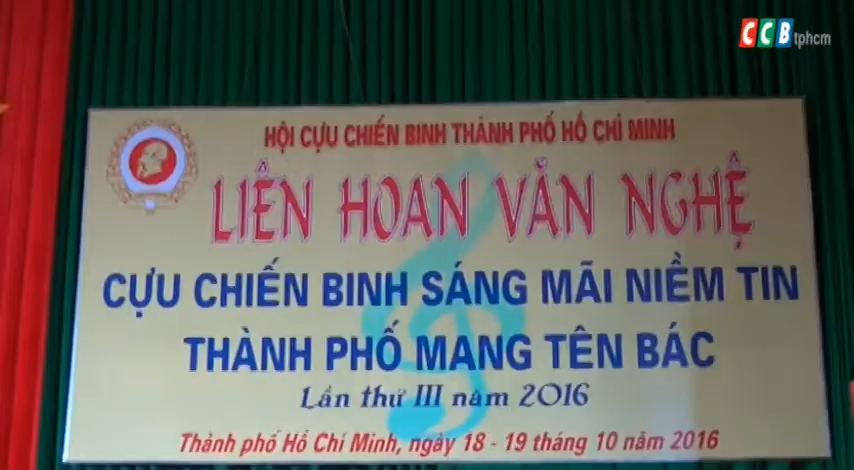 CCBtphcm
HỘI CỰU CHIẾN BINH THÀNH PHỐ HỒ CHÍ MINH
LIÊN HOAN VĂN NGHỆ
CỰU CHIẾN BINH SÁNG MÃI NIỀM TIN
THÀNH PHỐ MANG TÊN BÁC
Lần thứ III năm 2016
Thành phố Hồ Chí Minh, ngày 18 - 19 tháng 10 năm 2016